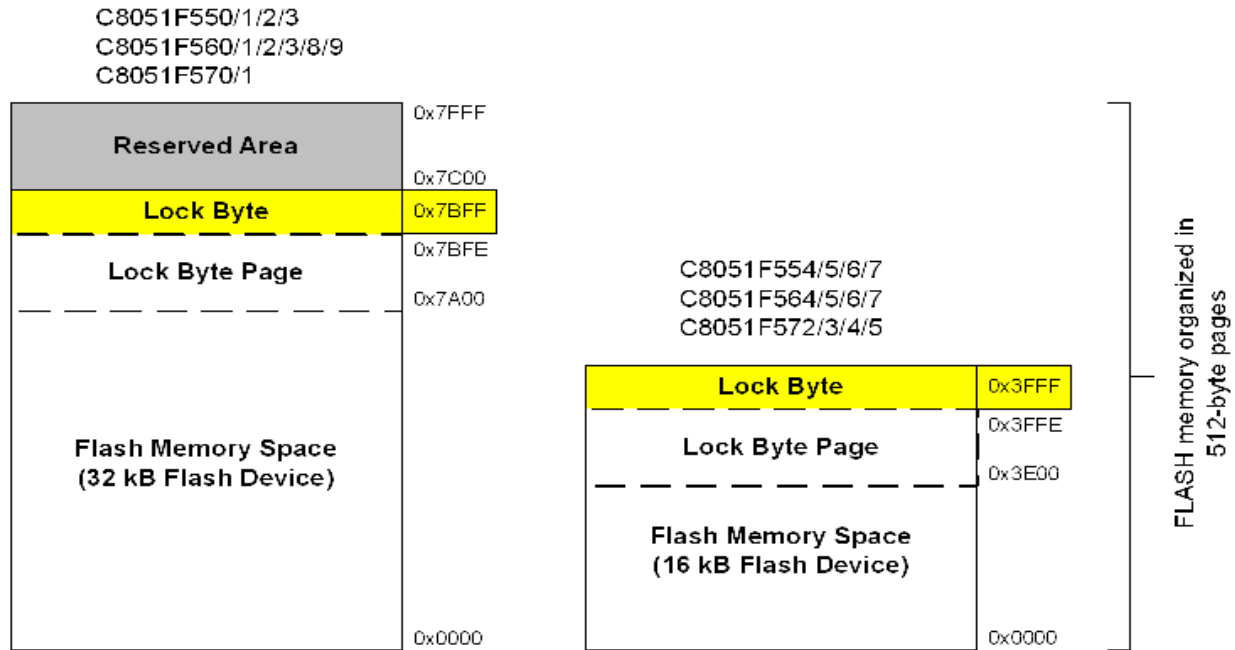 C8051F550/1/2/3
C8051F560/1/2/3/8/9
C8051F570/1
0x7FFF
Reserved Area
0x7C00
Lock Byte
0x7BFF
0x7BFE
Lock Byte Page
0x7A00
Flash Memory Space
(32 kB Flash Device)
0x0000
C8051F554/5/6/7
C8051F564/5/6/7
C8051F572/3/4/5
Lock Byte
0x3FFF
0x3FFE
Lock Byte Page
0x3E00
Flash Memory Space
(16 kB Flash Device)
0x0000
FLASH memory organized in
512-byte pages